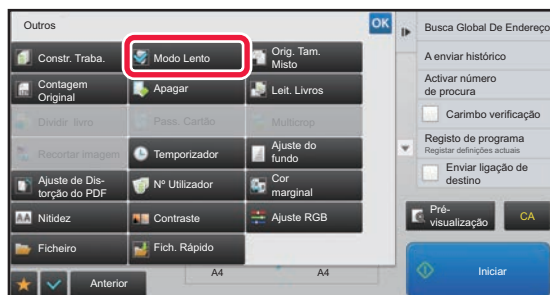 Outros
OK
Constr. Traba.
Modo Lento
Orig. Tam.
Misto
Contagem
Original
Apagar
Leit. Livros
Dividir. livro
Pass. Cartão
Multicrop
Recortar imagem
Temporizador
Ajuste do
fundo
Ajuste de Dis-
torção do PDF
Nº Utilizador
Cor
marginal
Nitidez
Contraste
Ajuste RGB
Ficheiro
Fich. Rápido
Anterior
A4
A4
Busca Global De Endereço
A enviar histórico
Activar número
de procura
Carimbo verificação
Registo de programa
Registar definições actuais
Enviar ligação de
destino
Pré-
visualização
CA
Iniciar